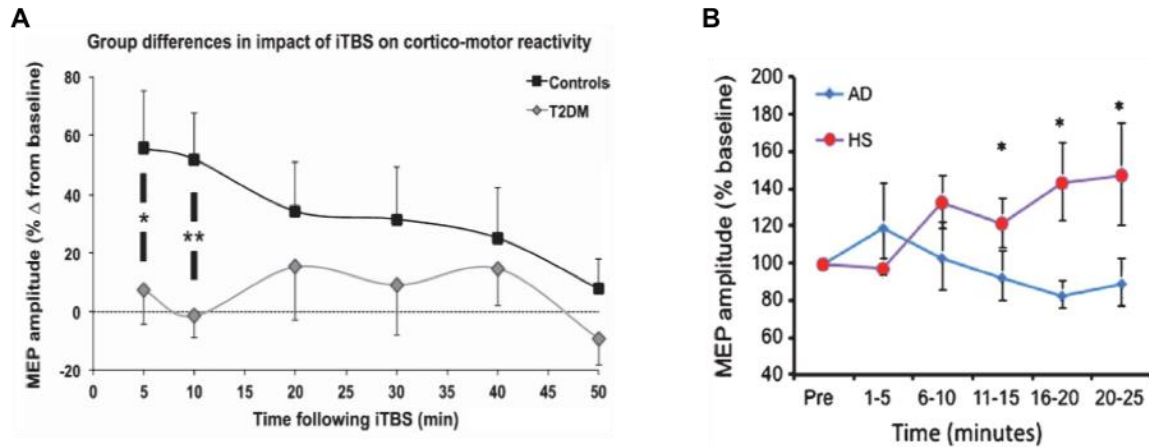 A
Group differences in impact of iTBS on cortico-motor reactivity
MEP amplitude (% Δ from baseline)
80
60
40
20
0
-20
Controls
T2DM
*
**
0 5 10 15 20 25 30 35 40 45 50
Time following iTBS (min)
B
MEP amplitude (% baseline)
200
180
160
140
120
100
80
60
40
AD
HS
* * *
Pre 1-5 6-10 11-15 16-20 20-25
Time (minutes)